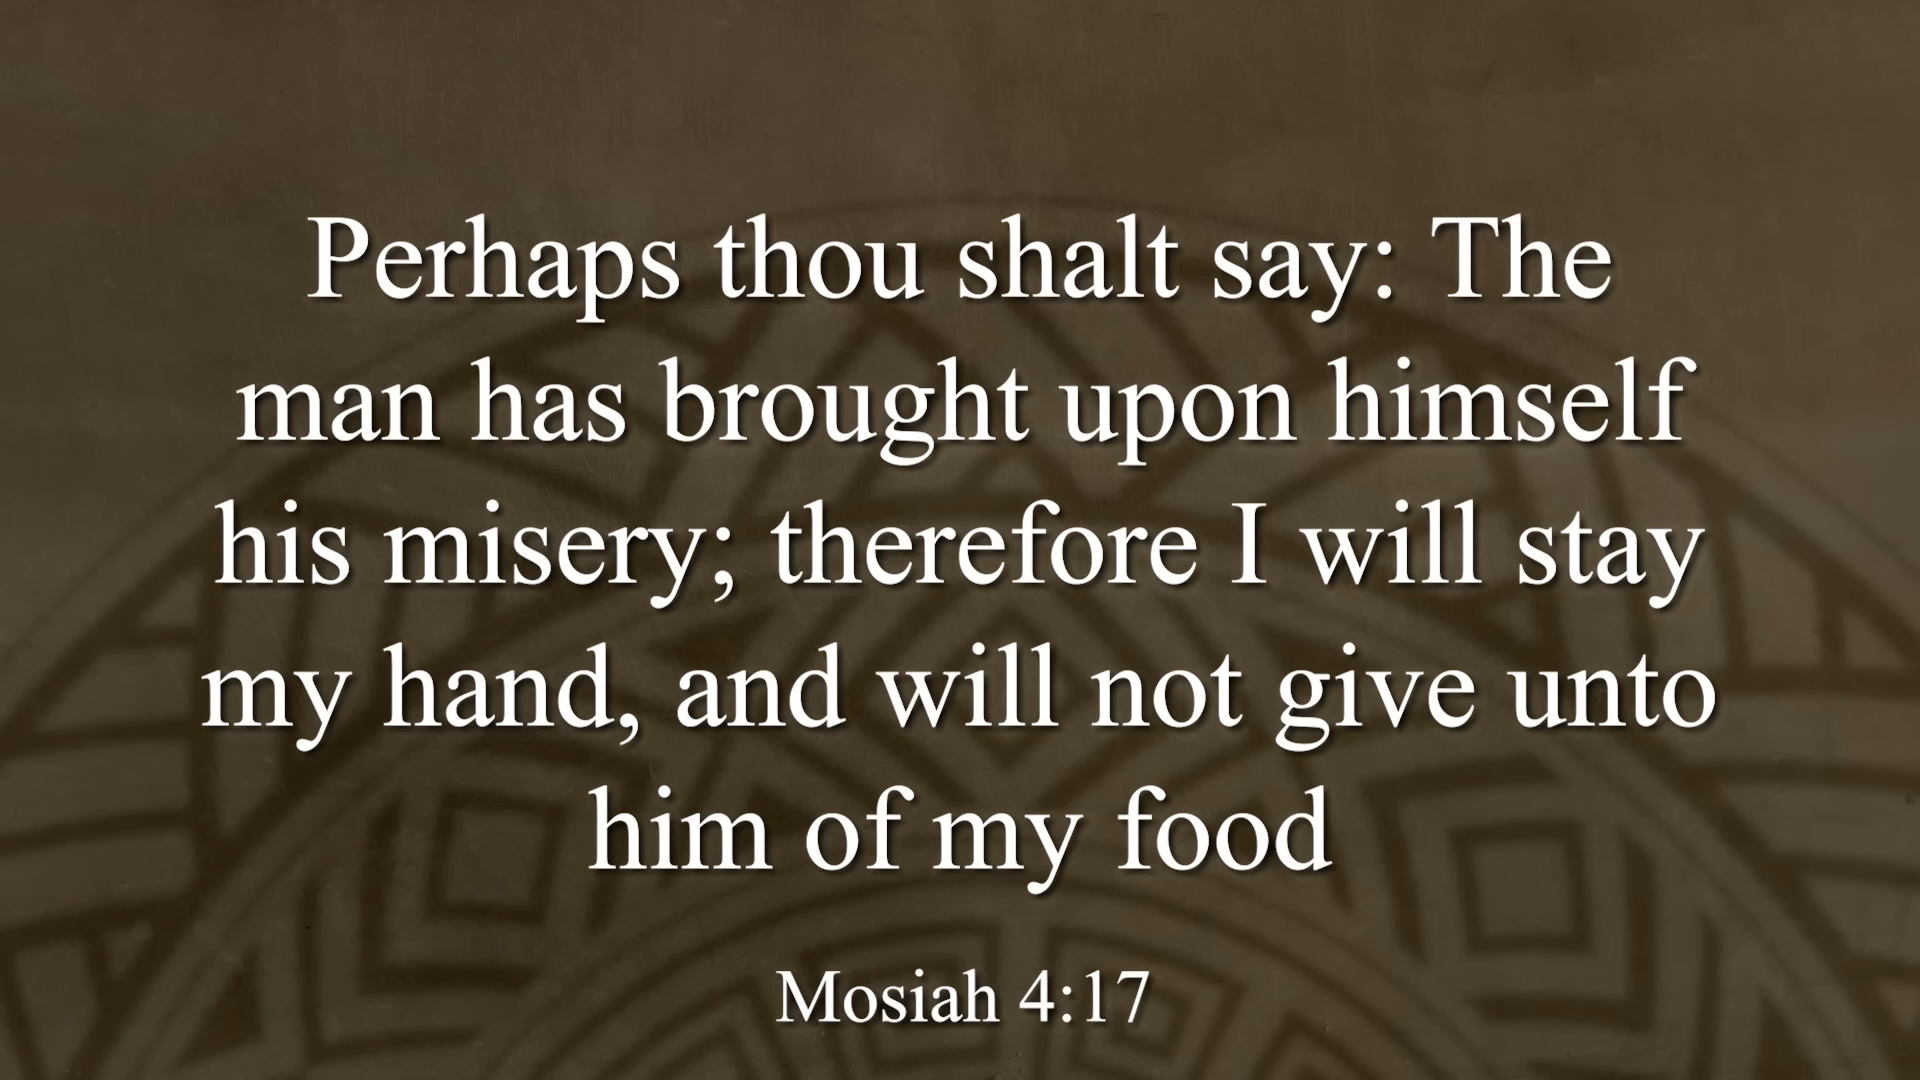 Perhaps thou shalt say: The
man has brought upon himself
his misery; therefore I will stay
my hand, and will not give unto
him of my food
Mosiah 4:17